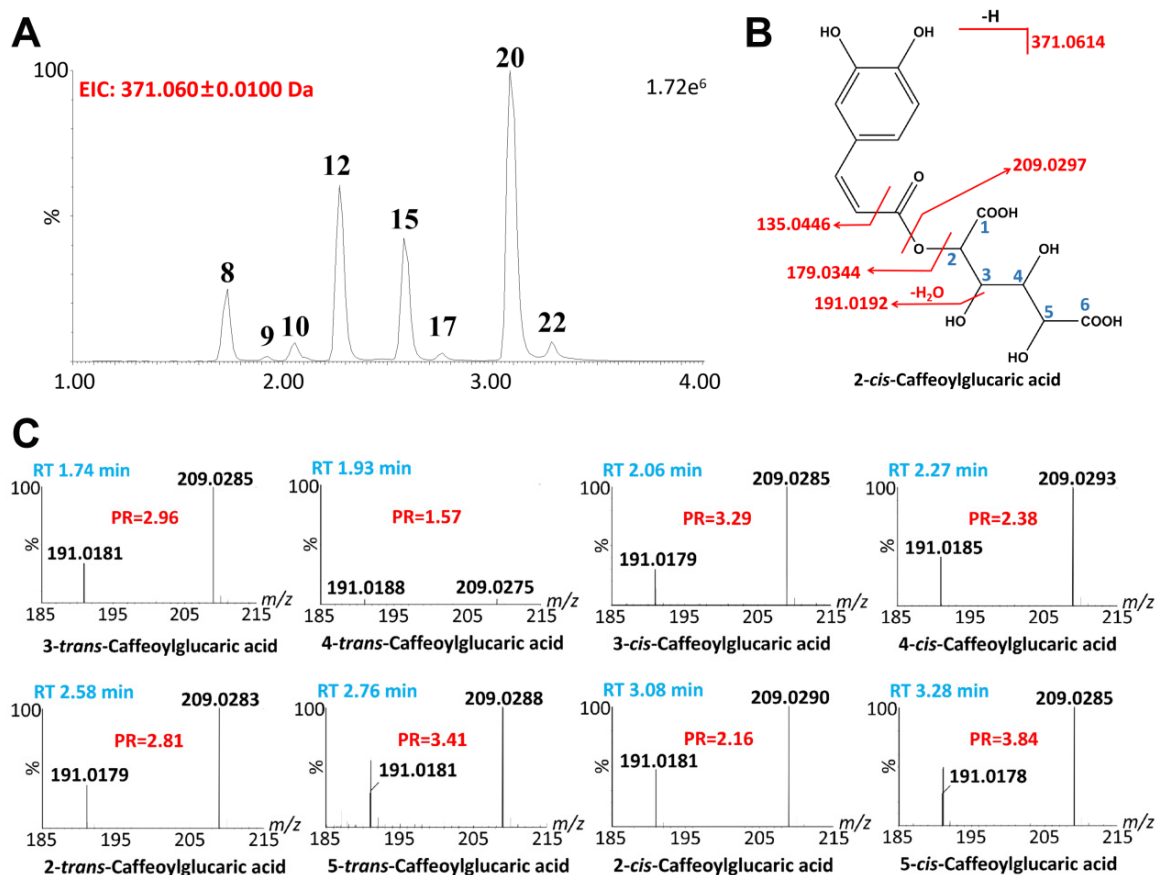 A
EIC: 371.060±0.0100 Da
1.72e⁶
100
%
8
9
10
12
15
17
20
22
1.00
2.00
3.00
4.00
B
-H
371.0614
HO
OH
O
209.0297
135.0446
COOH
1
O
2
HO
179.0344
3
4
-H₂O
191.0192
5
6
COOH
HO
HO
2-cis-Caffeoylglucaric acid
C
RT 1.74 min
100
209.0285
PR=2.96
%
191.0181
185
195
205
215
m/z
3-trans-Caffeoylglucaric acid
RT 1.93 min
100
PR=1.57
%
191.0188
209.0275
185
195
205
215
m/z
4-trans-Caffeoylglucaric acid
RT 2.06 min
100
209.0285
PR=3.29
%
191.0179
185
195
205
215
m/z
3-cis-Caffeoylglucaric acid
RT 2.27 min
100
209.0293
PR=2.38
%
191.0185
185
195
205
215
m/z
4-cis-Caffeoylglucaric acid
RT 2.58 min
100
209.0283
PR=2.81
%
191.0179
185
195
205
215
m/z
2-trans-Caffeoylglucaric acid
RT 2.76 min
100
209.0288
PR=3.41
%
191.0181
185
195
205
215
m/z
5-trans-Caffeoylglucaric acid
RT 3.08 min
100
209.0290
PR=2.16
%
191.0181
185
195
205
215
m/z
2-cis-Caffeoylglucaric acid
RT 3.28 min
100
209.0285
PR=3.84
%
191.0178
185
195
205
215
m/z
5-cis-Caffeoylglucaric acid